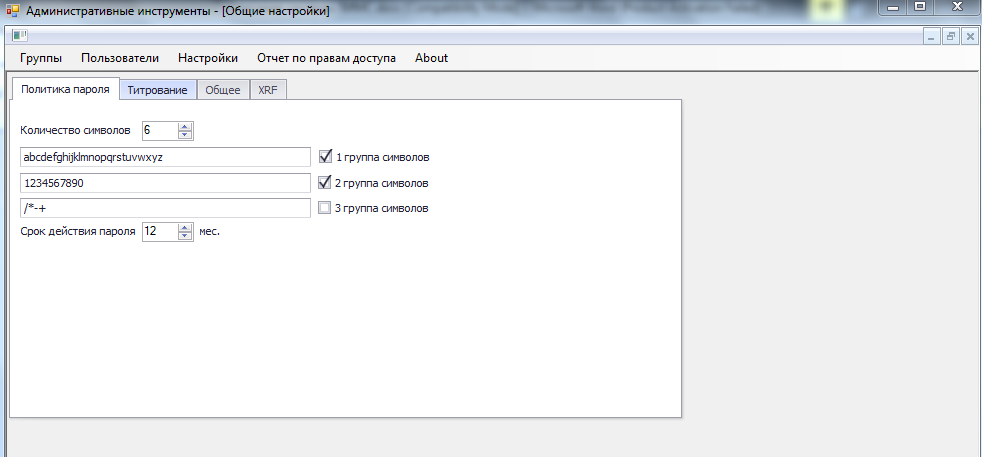 Административные инструменты - [Общие настройки]
Группы Пользователи Настройки Отчет по правам доступа About
Политика пароля Титрование Общее XRF
Количество символов 6
abcdefghijklmnopqrstuvwxyz 1 группа символов
1234567890 2 группа символов
/*-+ 3 группа символов
Срок действия пароля 12 мес.